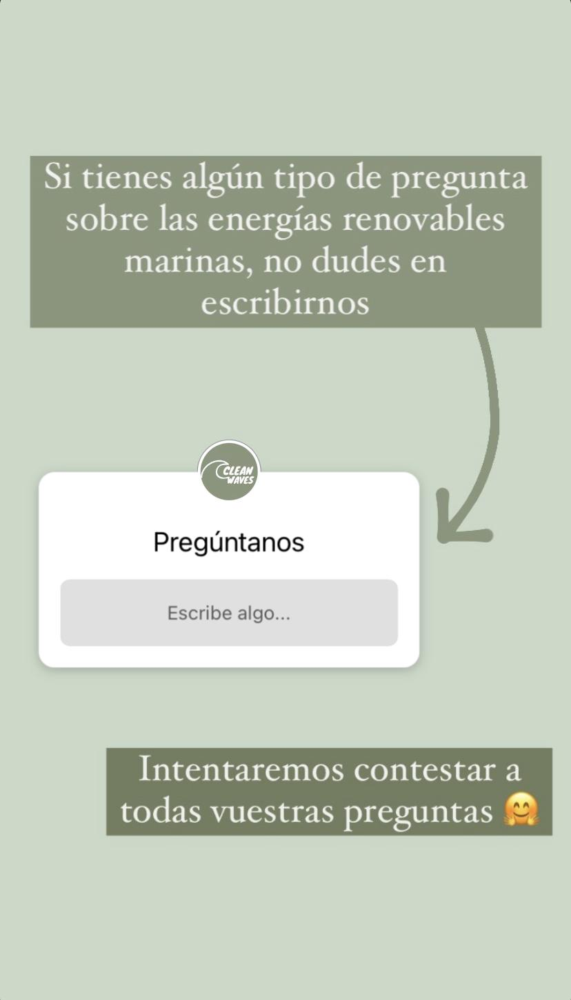 Si tienes algún tipo de pregunta
sobre las energías renovables
marinas, no dudes en
escribirnos
CLEAN
WAVES
Pregúntanos
Escribe algo...
Intentaremos contestar a
todas vuestras preguntas 🤗